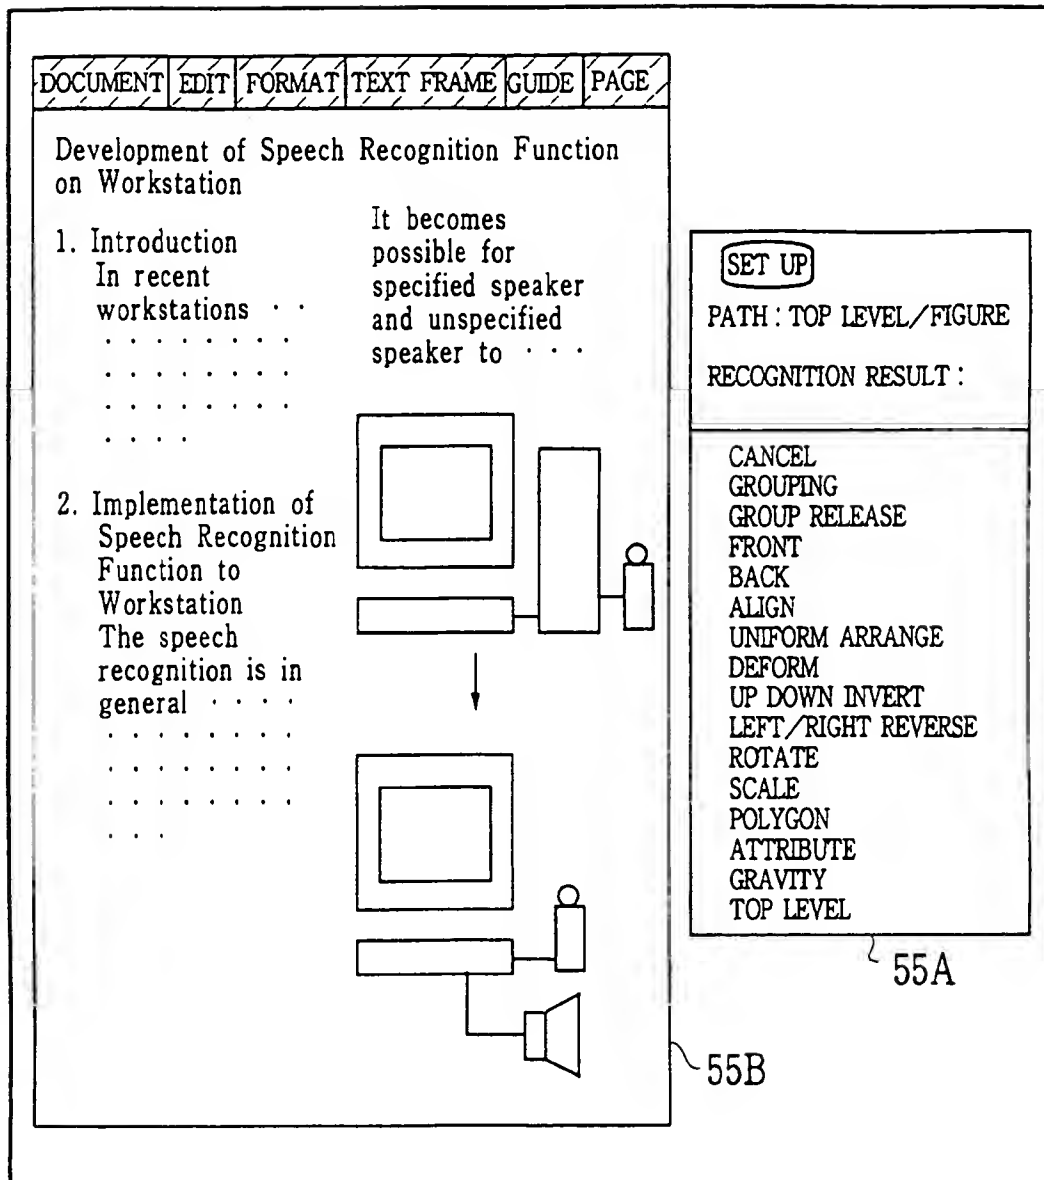 DOCUMENT EDIT FORMAT TEXT FRAME GUIDE PAGE
Development of Speech Recognition Function
on Workstation
1. Introduction
In recent
workstations · ·
· · · · · · · ·
· · · · · · · ·
· · · · · · · ·
· · · ·
2. Implementation of
Speech Recognition
Function to
Workstation
The speech
recognition is in
general · · · ·
· · · · · · · ·
· · · · · · · ·
· · · · · · · ·
· · ·
It becomes
possible for
specified speaker
and unspecified
speaker to · · ·
SET UP
PATH : TOP LEVEL/FIGURE
RECOGNITION RESULT :
CANCEL
GROUPING
GROUP RELEASE
FRONT
BACK
ALIGN
UNIFORM ARRANGE
DEFORM
UP DOWN INVERT
LEFT/RIGHT REVERSE
ROTATE
SCALE
POLYGON
ATTRIBUTE
GRAVITY
TOP LEVEL
55A
55B